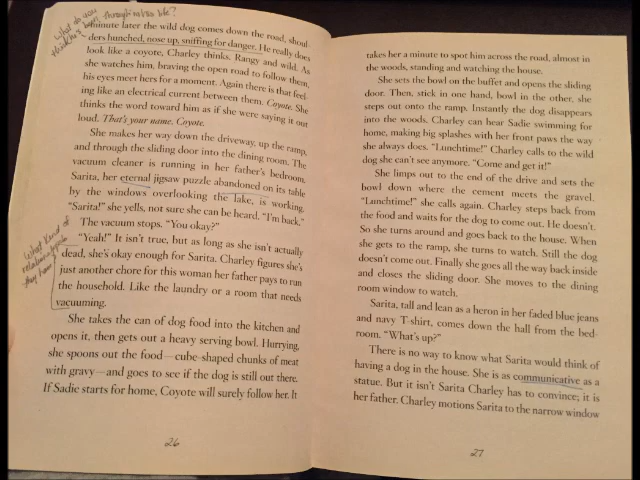 What do you
think he's been through in his life?
minute later the wild dog comes down the road, shoul-
ders hunched, nose up, sniffing for danger. He really does
look like a coyote, Charley thinks. Rangy and wild. As
she watches him, braving the open road to follow them,
his eyes meet hers for a moment. Again there is that feel-
ing like an electrical current between them. Coyote. She
thinks the word toward him as if she were saying it out
loud. That's your name. Coyote.
She makes her way down the driveway, up the ramp,
and through the sliding door into the dining room. The
vacuum cleaner is running in her father's bedroom.
Sarita, her eternal jigsaw puzzle abandoned on its table
by the windows overlooking the lake, is working.
"Sarita!" she yells, not sure she can be heard. "I'm back."
The vacuum stops. "You okay?"
What kind of
relationship do
they have
"Yeah!" It isn't true, but as long as she isn't actually
dead, she's okay enough for Sarita. Charley figures she's
just another chore for this woman her father pays to run
the household. Like the laundry or a room that needs
vacuuming.
She takes the can of dog food into the kitchen and
opens it, then gets out a heavy serving bowl. Hurrying,
she spoons out the food—cube-shaped chunks of meat
with gravy—and goes to see if the dog is still out there.
If Sadie starts for home, Coyote will surely follow her. It
26
takes her a minute to spot him across the road, almost in
the woods, standing and watching the house.
She sets the bowl on the buffet and opens the sliding
door. Then, stick in one hand, bowl in the other, she
steps out onto the ramp. Instantly the dog disappears
into the woods. Charley can hear Sadie swimming for
home, making big splashes with her front paws the way
she always does. "Lunchtime!" Charley calls to the wild
dog she can't see anymore. "Come and get it!"
She limps out to the end of the drive and sets the
bowl down where the cement meets the gravel.
"Lunchtime!" she calls again. Charley steps back from
the food and waits for the dog to come out. He doesn't.
So she turns around and goes back to the house. When
she gets to the ramp, she turns to watch. Still the dog
doesn't come out. Finally she goes all the way back inside
and closes the sliding door. She moves to the dining
room window to watch.
Sarita, tall and lean as a heron in her faded blue jeans
and navy T-shirt, comes down the hall from the bed-
room. "What's up?"
There is no way to know what Sarita would think of
having a dog in the house. She is as communicative as a
statue. But it isn't Sarita Charley has to convince; it is
her father. Charley motions Sarita to the narrow window
27